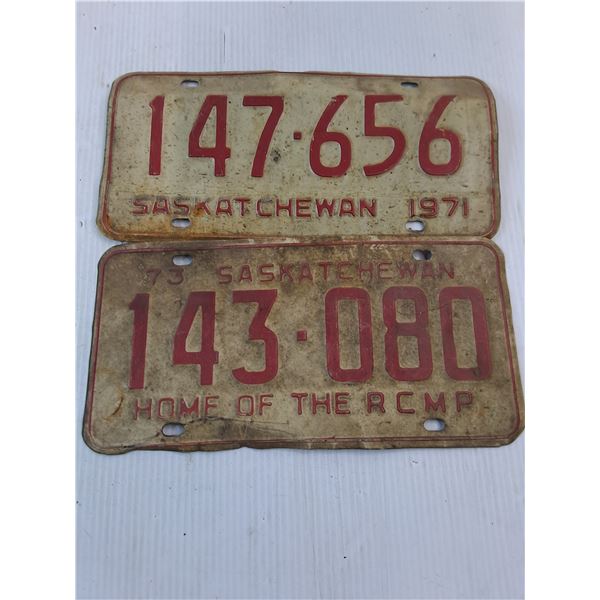 147·656
SASKATCHEWAN 1971
73 SASKATCHEWAN
143·080
HOME OF THE RCMP